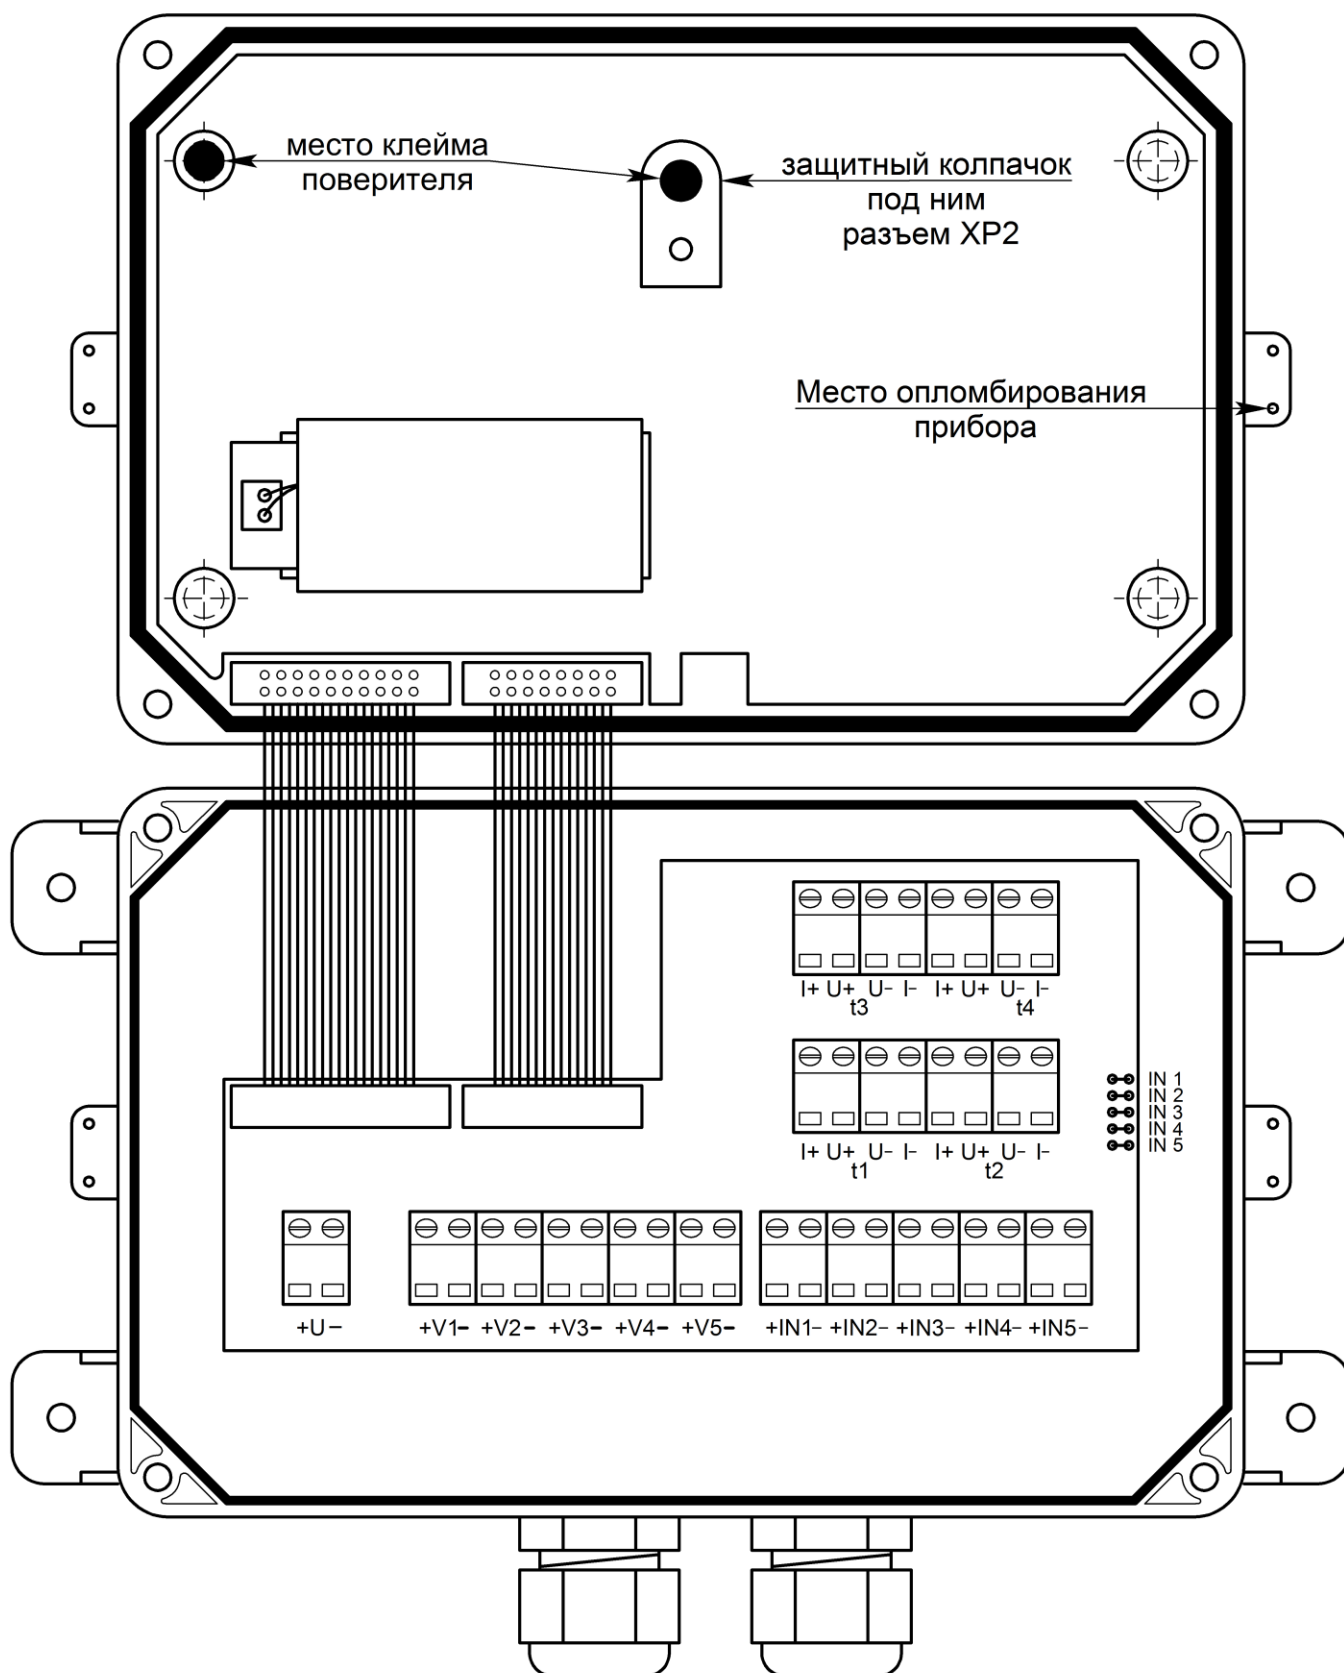 место клейма
поверителя
защитный колпачок
под ним
разъем XP2
Место опломбирования
прибора
I+ U+ U- I- I+ U+ U- I-
t3 t4
I+ U+ U- I- I+ U+ U- I-
t1 t2
IN 1
IN 2
IN 3
IN 4
IN 5
+U- +V1- +V2- +V3- +V4- +V5- +IN1- +IN2- +IN3- +IN4- +IN5-